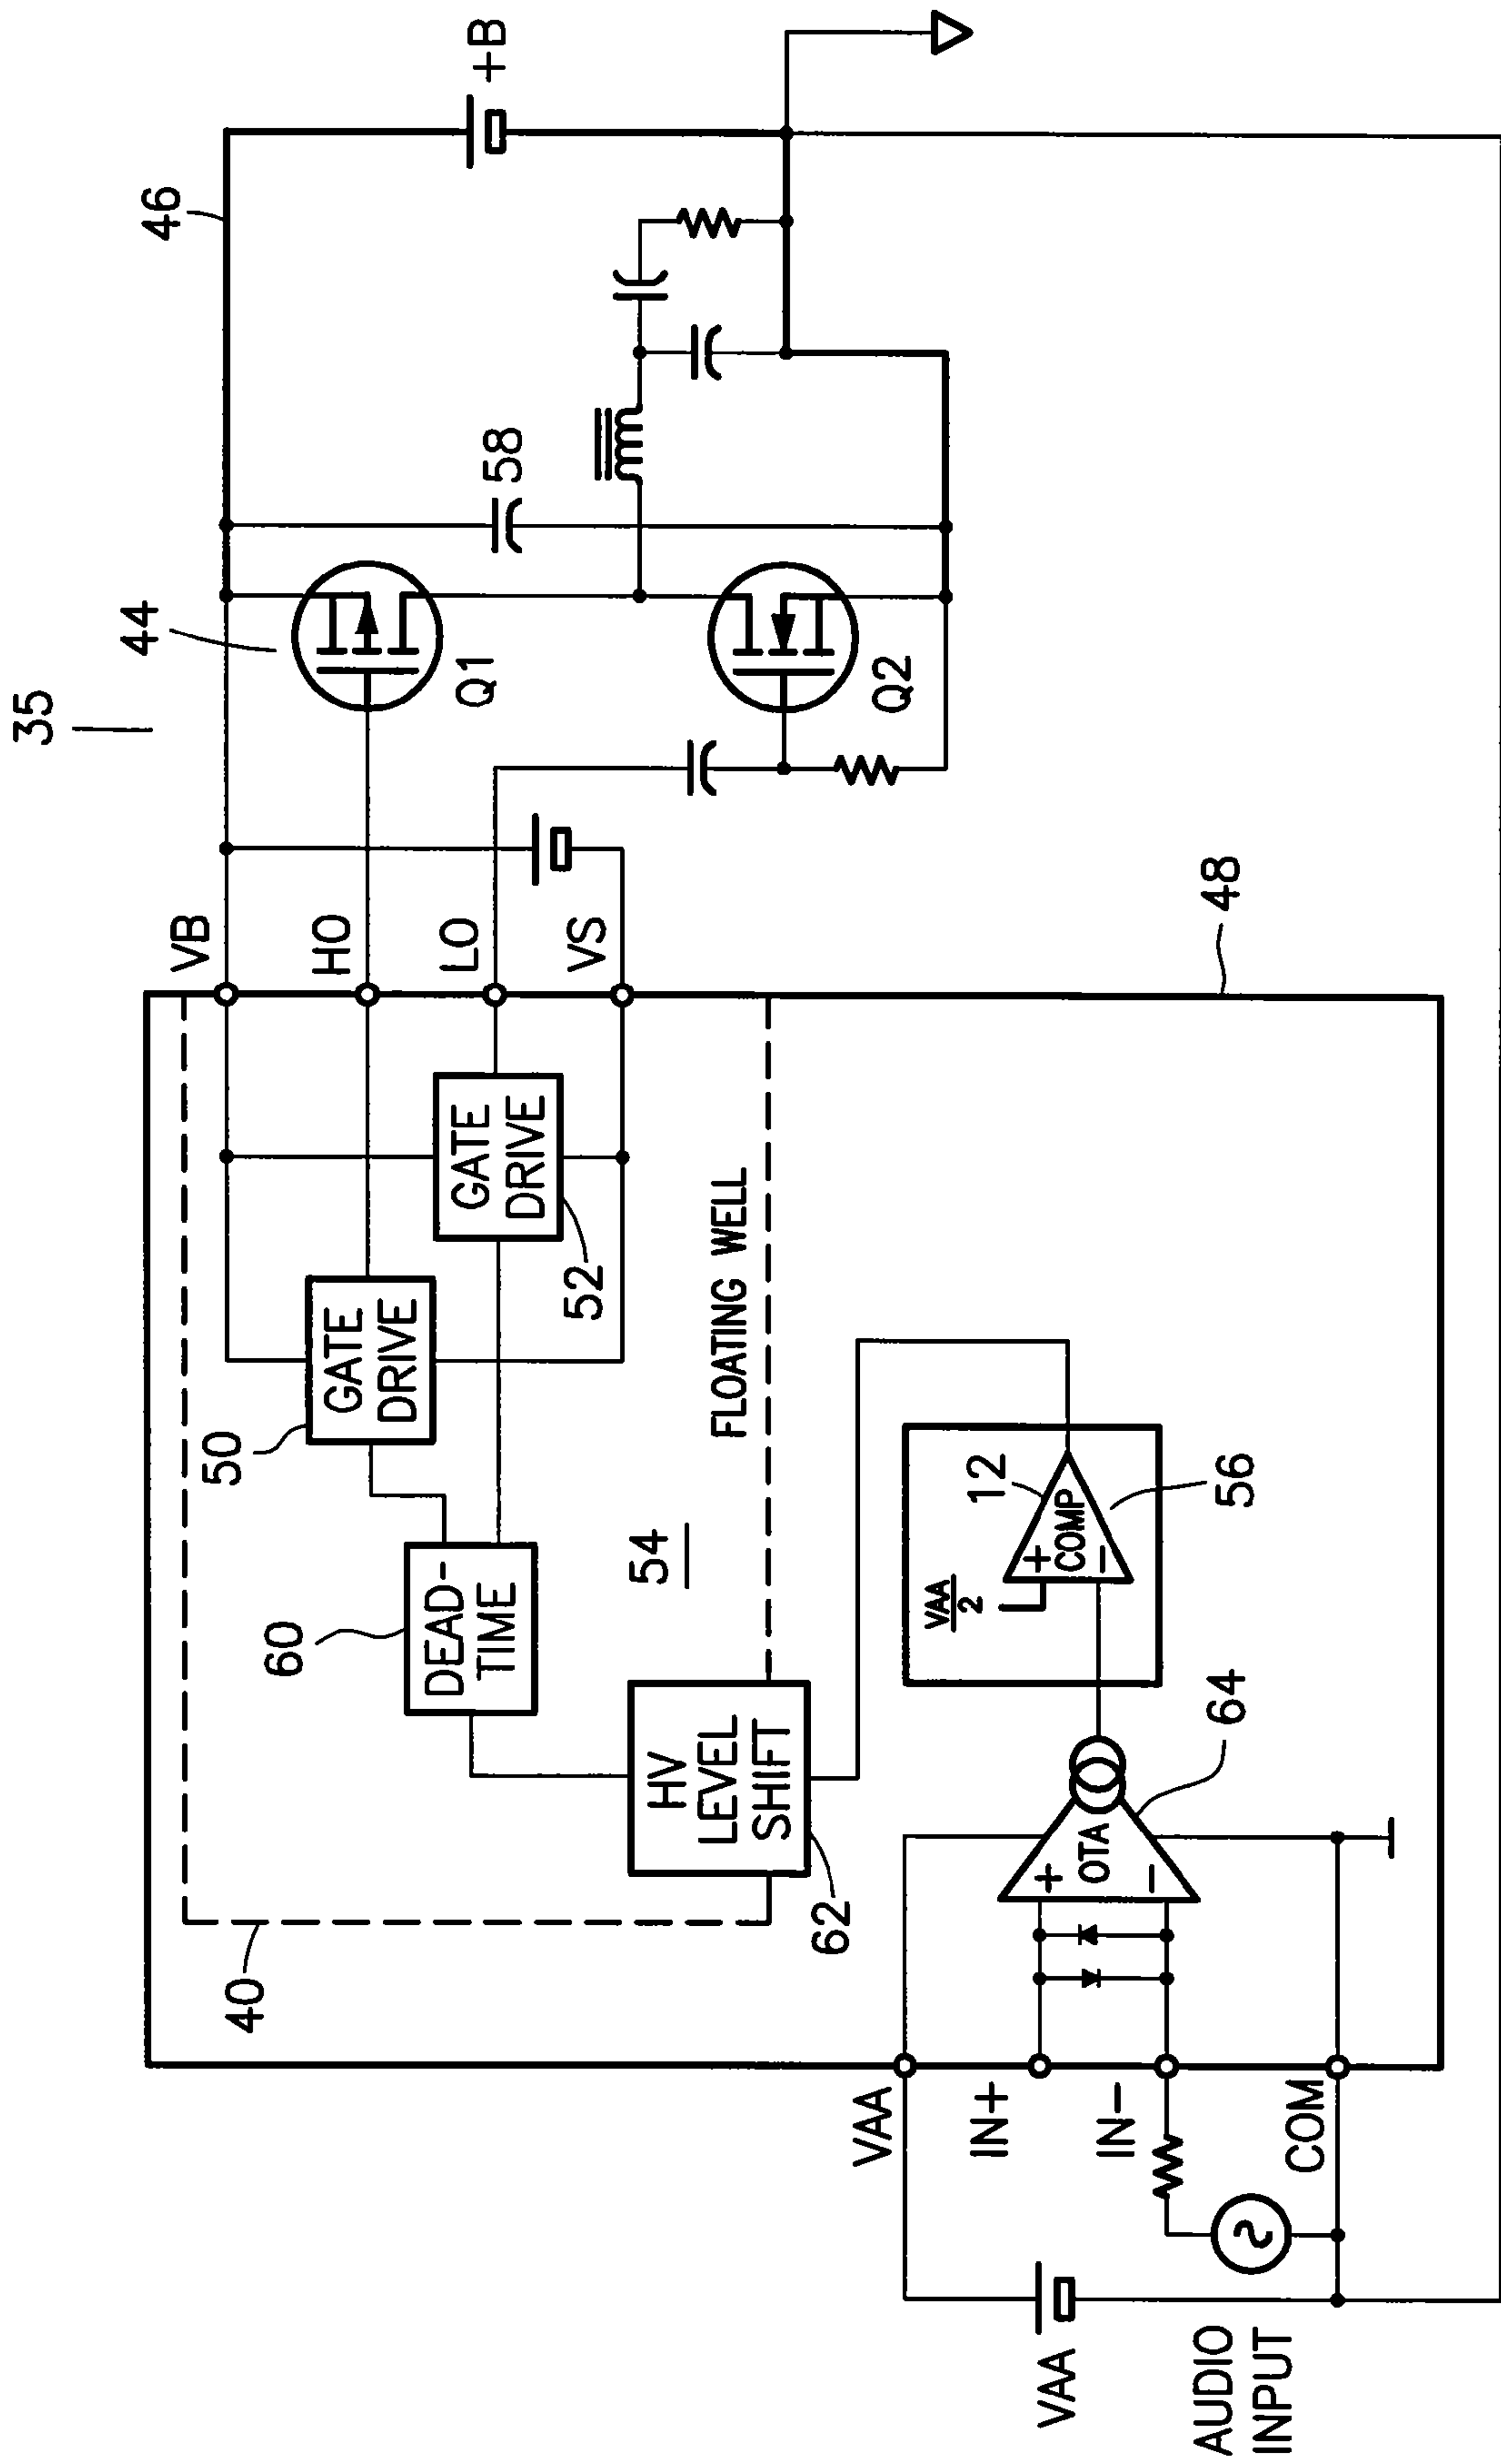 35
44
46
+B
58
Q1
Q2
VB
HO
LO
VS
48
40
50
GATE
DRIVE
GATE
DRIVE
52
60
DEAD-
TIME
54
FLOATING WELL
HV
LEVEL
SHIFT
62
VAA
2
+
COMP
−
12
56
+
OTA
−
64
VAA
IN+
IN−
COM
VAA
AUDIO
INPUT